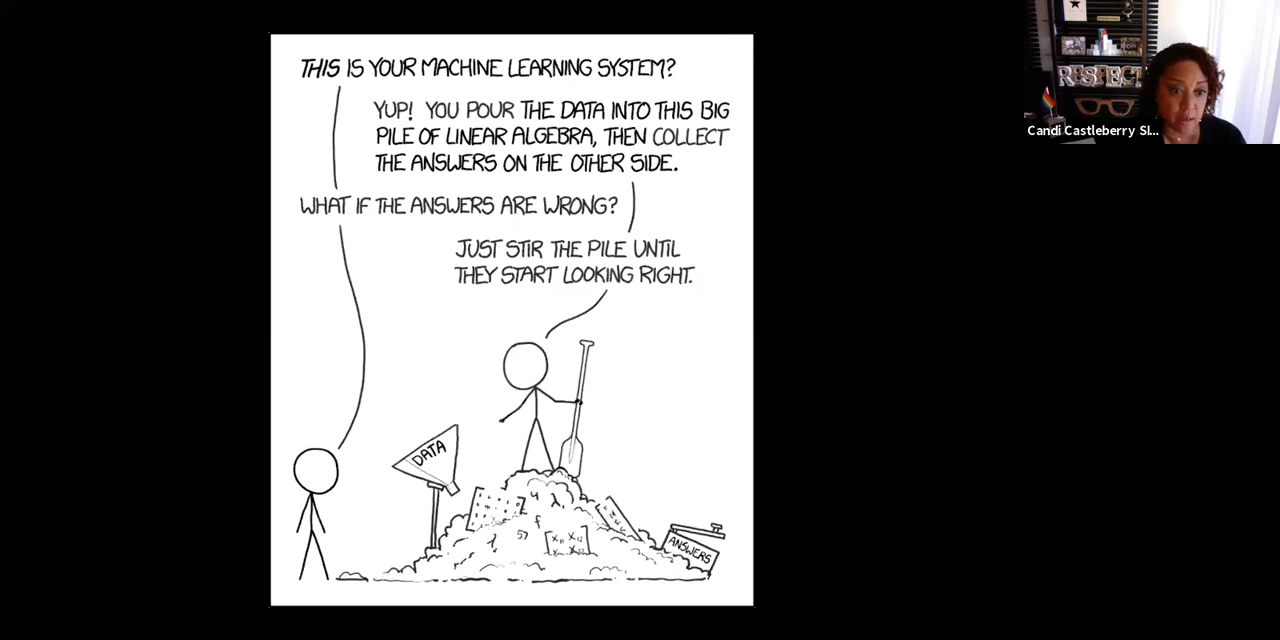 THIS IS YOUR MACHINE LEARNING SYSTEM?
YUP! YOU POUR THE DATA INTO THIS BIG
PILE OF LINEAR ALGEBRA, THEN COLLECT
THE ANSWERS ON THE OTHER SIDE.
WHAT IF THE ANSWERS ARE WRONG?
JUST STIR THE PILE UNTIL
THEY START LOOKING RIGHT.
DATA
ANSWERS
RESPECT
Candi Castleberry Sl...